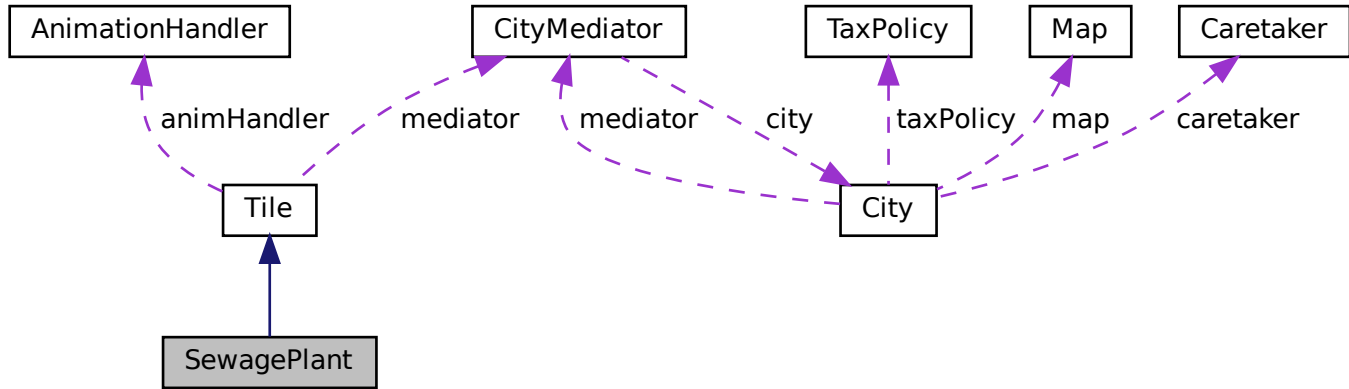 AnimationHandler
CityMediator
TaxPolicy
Map
Caretaker
animHandler
mediator
mediator
city
taxPolicy
map
caretaker
Tile
City
SewagePlant